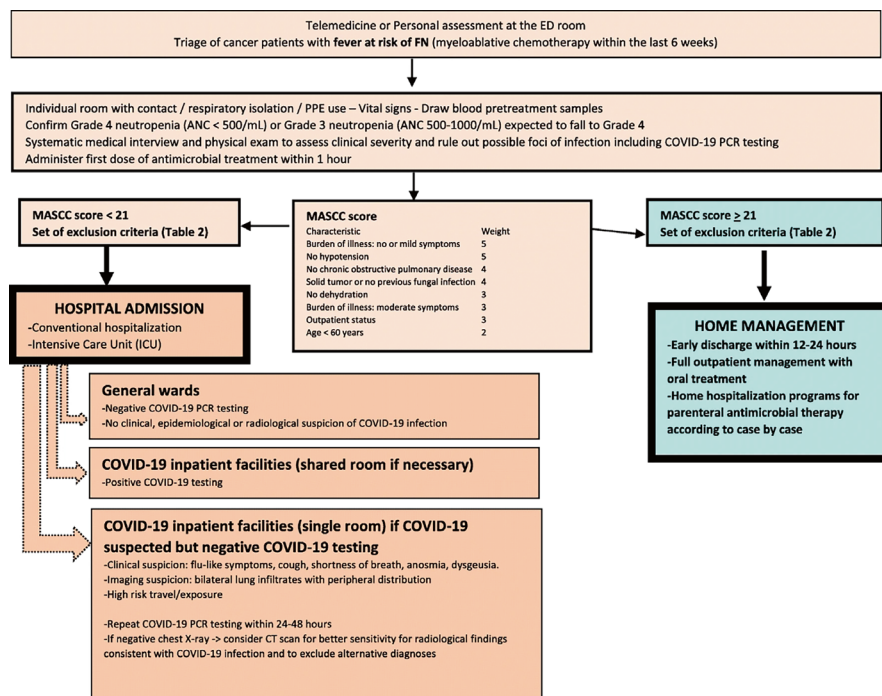 Telemedicine or Personal assessment at the ED room
Triage of cancer patients with fever at risk of FN (myeloablative chemotherapy within the last 6 weeks)
Individual room with contact / respiratory isolation / PPE use – Vital signs - Draw blood pretreatment samples
Confirm Grade 4 neutropenia (ANC < 500/mL) or Grade 3 neutropenia (ANC 500-1000/mL) expected to fall to Grade 4
Systematic medical interview and physical exam to assess clinical severity and rule out possible foci of infection including COVID-19 PCR testing
Administer first dose of antimicrobial treatment within 1 hour
MASCC score < 21
Set of exclusion criteria (Table 2)
MASCC score
Characteristic Weight
Burden of illness: no or mild symptoms 5
No hypotension 5
No chronic obstructive pulmonary disease 4
Solid tumor or no previous fungal infection 4
No dehydration 3
Burden of illness: moderate symptoms 3
Outpatient status 3
Age < 60 years 2
MASCC score ≥ 21
Set of exclusion criteria (Table 2)
HOSPITAL ADMISSION
-Conventional hospitalization
-Intensive Care Unit (ICU)
HOME MANAGEMENT
-Early discharge within 12-24 hours
-Full outpatient management with
oral treatment
-Home hospitalization programs for
parenteral antimicrobial therapy
according to case by case
General wards
-Negative COVID-19 PCR testing
-No clinical, epidemiological or radiological suspicion of COVID-19 infection
COVID-19 inpatient facilities (shared room if necessary)
-Positive COVID-19 testing
COVID-19 inpatient facilities (single room) if COVID-19
suspected but negative COVID-19 testing
-Clinical suspicion: flu-like symptoms, cough, shortness of breath, anosmia, dysgeusia.
-Imaging suspicion: bilateral lung infiltrates with peripheral distribution
-High risk travel/exposure
-Repeat COVID-19 PCR testing within 24-48 hours
-If negative chest X-ray -> consider CT scan for better sensitivity for radiological findings
consistent with COVID-19 infection and to exclude alternative diagnoses